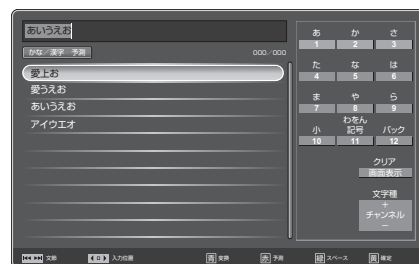 あいうえお
かな/漢字 予測 000/000
愛上お
愛うえお
あいうえお
アイウエオ
あ か さ
1 2 3
た な は
4 5 6
ま や ら
7 8 9
小 わをん記号 バック
10 11 12
クリア
画面表示
文字種
+
チャンネル
−
文節 入力位置 青 変換 赤 予測 緑 スペース 黄 確定